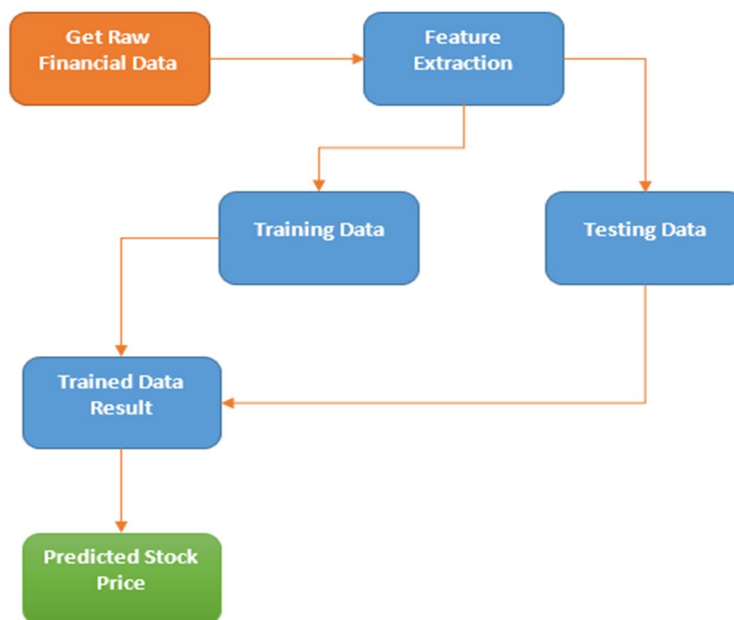 Get Raw
Financial Data
Feature
Extraction
Training Data
Testing Data
Trained Data
Result
Predicted Stock
Price